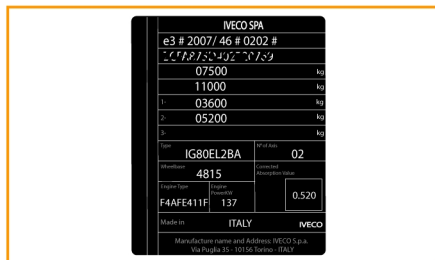 IVECO SPA
e3 # 2007/ 46 # 0202 #
07500 kg
11000 kg
1- 03600 kg
2- 05200 kg
3- kg
Type IG80EL2BA Nº of Axis 02
Wheelbase 4815 Corrected Absorption Value
Engine Type F4AFE411F Engine PowerKW 137 0.520
Made in ITALY IVECO
Manufacture name and Address: IVECO S.p.a.
Via Puglia 35 - 10156 Torino - ITALY